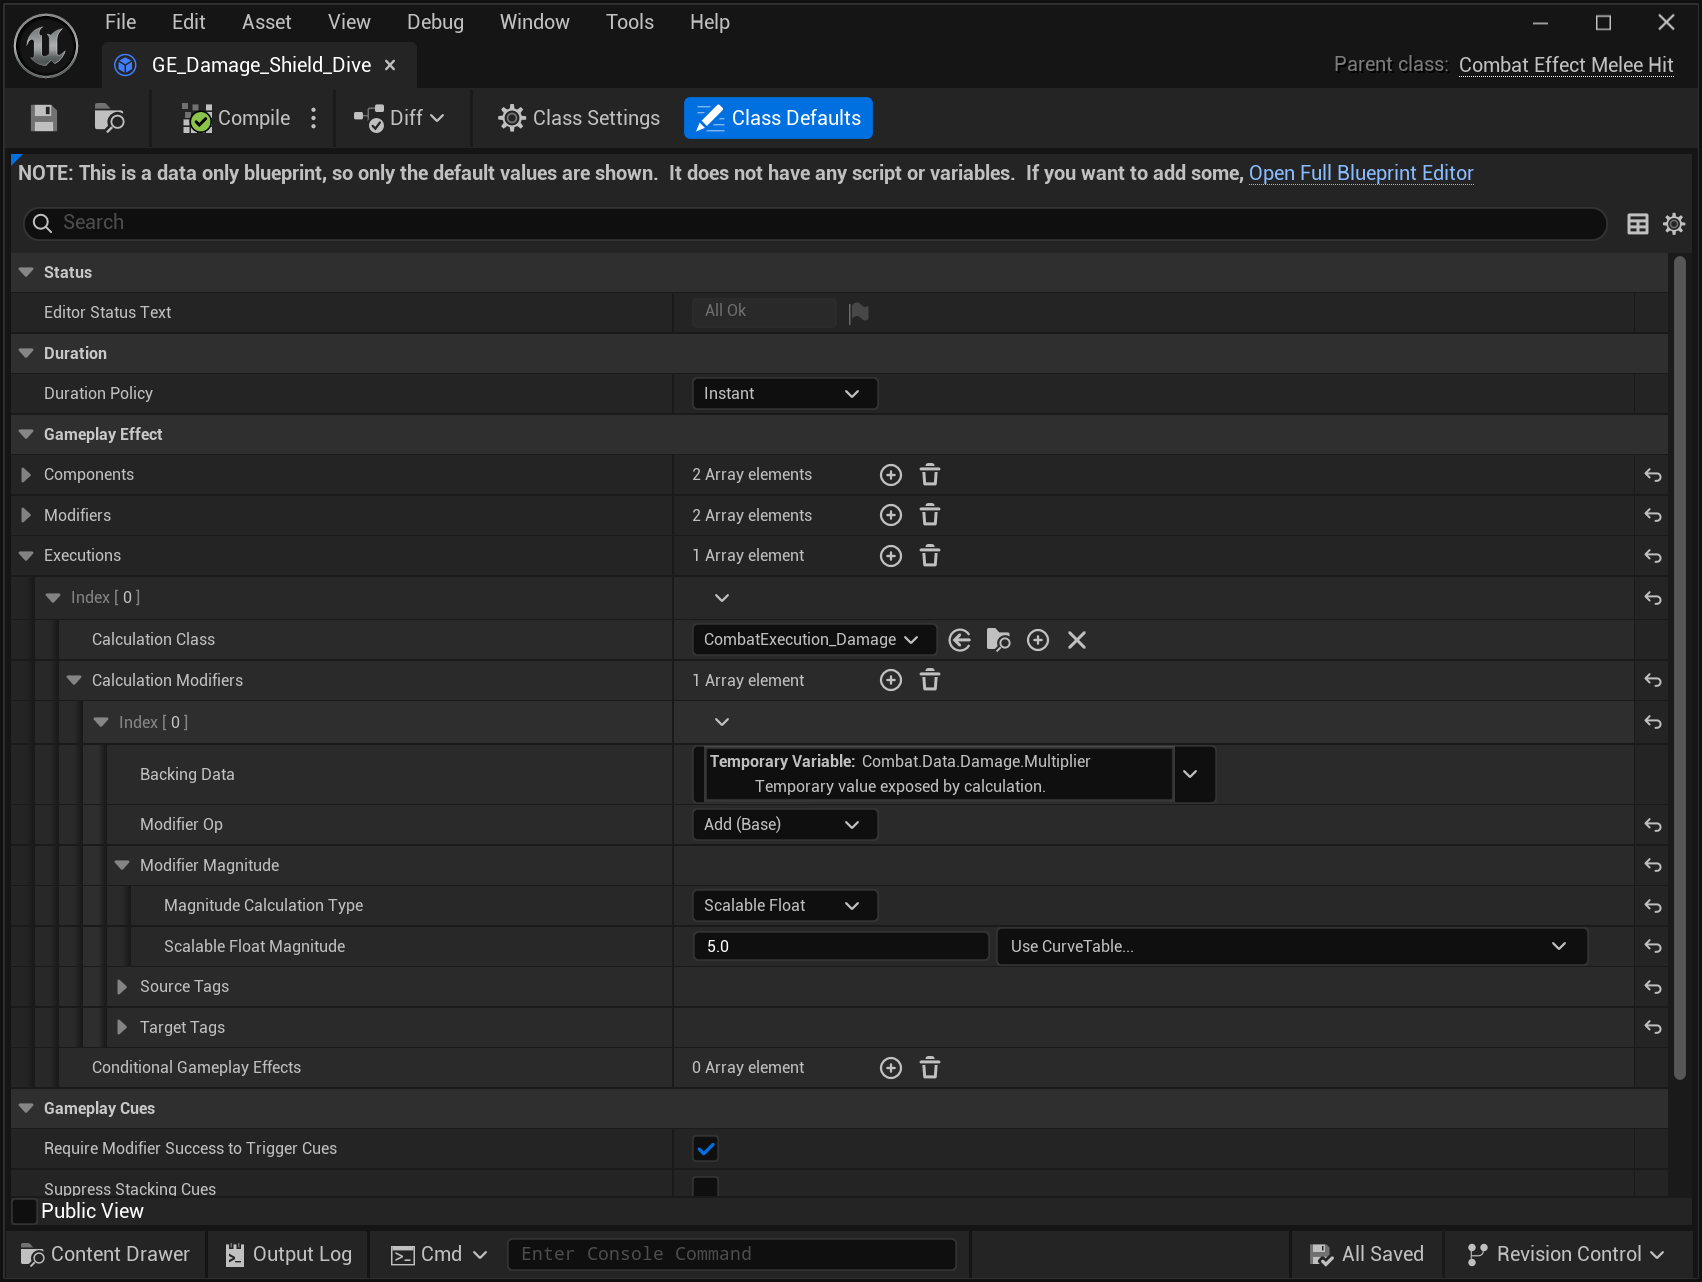 File Edit Asset View Debug Window Tools Help
GE_Damage_Shield_Dive
Parent class: Combat Effect Melee Hit
Compile Diff Class Settings Class Defaults
NOTE: This is a data only blueprint, so only the default values are shown. It does not have any script or variables. If you want to add some, Open Full Blueprint Editor
Search
Status
Editor Status Text All Ok
Duration
Duration Policy Instant
Gameplay Effect
Components 2 Array elements
Modifiers 2 Array elements
Executions 1 Array element
Index [ 0 ]
Calculation Class CombatExecution_Damage
Calculation Modifiers 1 Array element
Index [ 0 ]
Backing Data Temporary Variable: Combat.Data.Damage.Multiplier
Temporary value exposed by calculation.
Modifier Op Add (Base)
Modifier Magnitude
Magnitude Calculation Type Scalable Float
Scalable Float Magnitude 5.0 Use CurveTable...
Source Tags
Target Tags
Conditional Gameplay Effects 0 Array element
Gameplay Cues
Require Modifier Success to Trigger Cues
Suppress Stacking Cues
Public View
Content Drawer Output Log Cmd Enter Console Command All Saved Revision Control